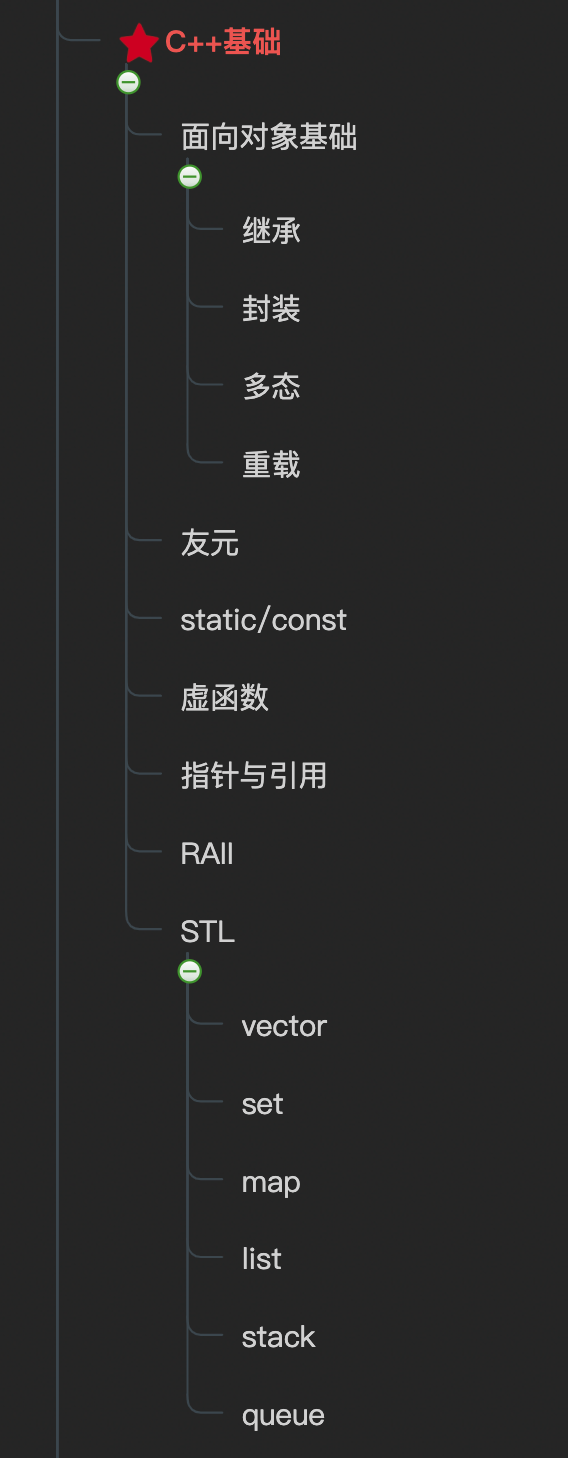 C++基础
面向对象基础
继承
封装
多态
重载
友元
static/const
虚函数
指针与引用
RAII
STL
vector
set
map
list
stack
queue